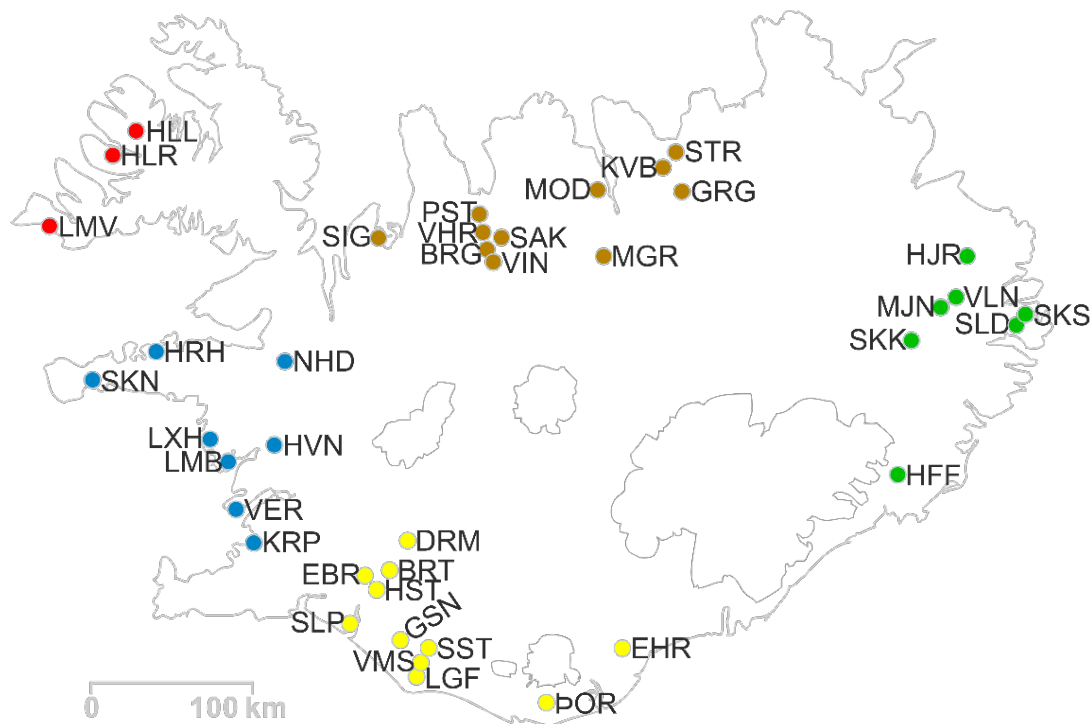 HLL
HLR
LMV
STR
KVB
MOD
GRG
PST
VHR
SAK
SIG
BRG
VIN
MGR
HJR
VLN
MJN
SKS
SLD
SKK
HRH
NHD
SKN
LXH
HVN
LMB
HFF
VER
KRP
DRM
BRT
EBR
HST
GSN
SLP
SST
EHR
VMS
LGF
ÞOR
0 100 km